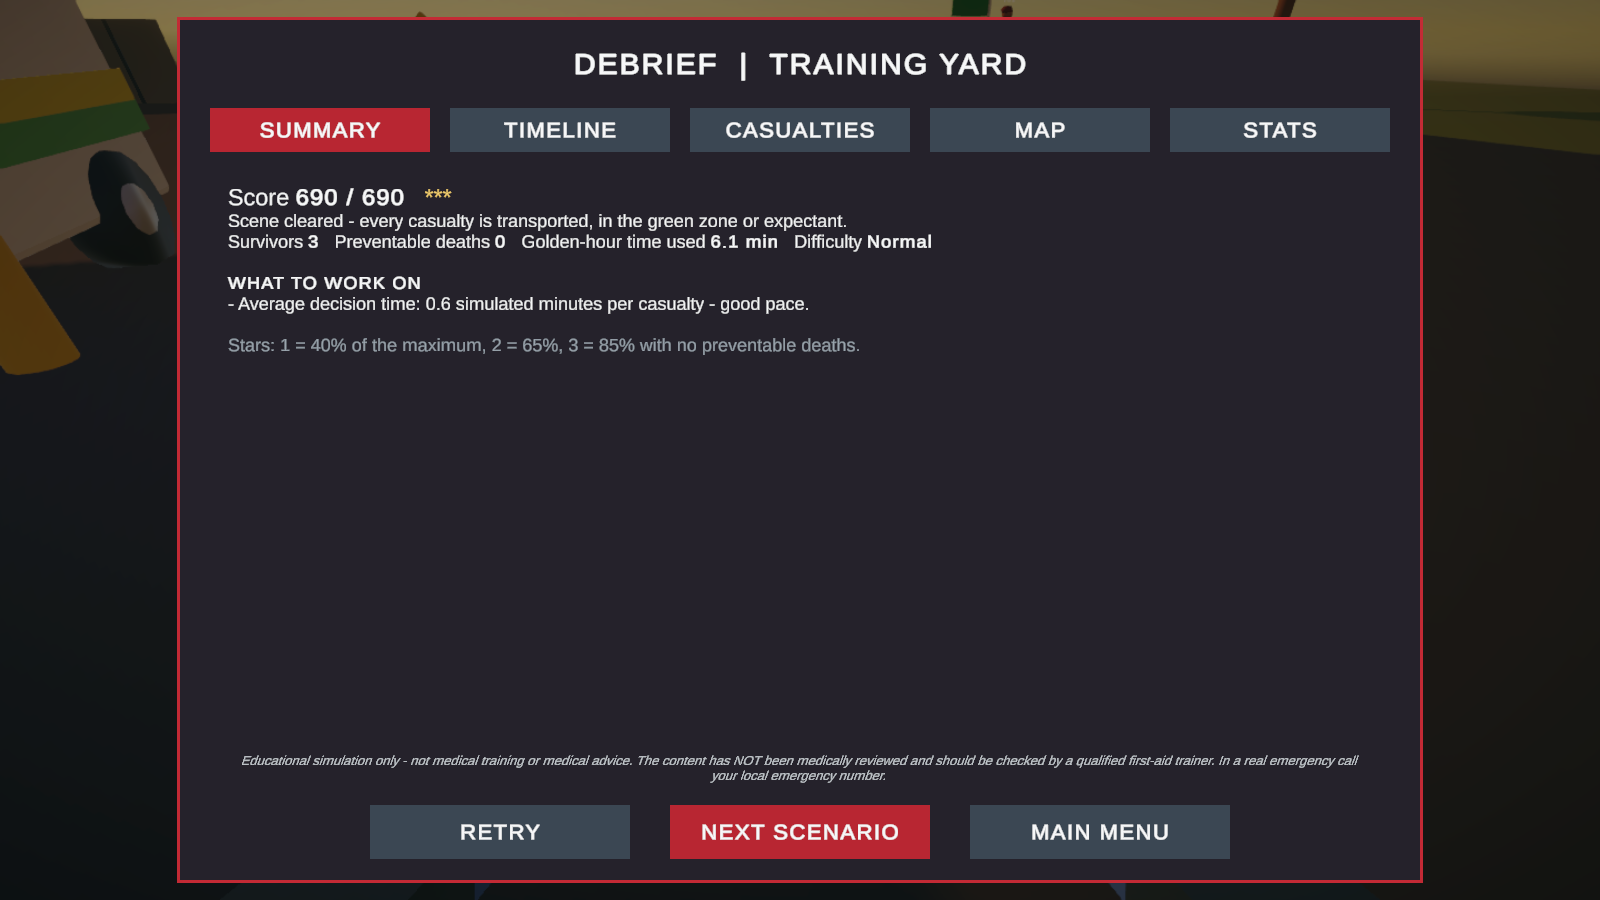 DEBRIEF | TRAINING YARD
SUMMARY
TIMELINE
CASUALTIES
MAP
STATS
Score 690 / 690 ***
Scene cleared - every casualty is transported, in the green zone or expectant.
Survivors 3 Preventable deaths 0 Golden-hour time used 6.1 min Difficulty Normal
WHAT TO WORK ON
- Average decision time: 0.6 simulated minutes per casualty - good pace.
Stars: 1 = 40% of the maximum, 2 = 65%, 3 = 85% with no preventable deaths.
Educational simulation only - not medical training or medical advice. The content has NOT been medically reviewed and should be checked by a qualified first-aid trainer. In a real emergency call
your local emergency number.
RETRY
NEXT SCENARIO
MAIN MENU